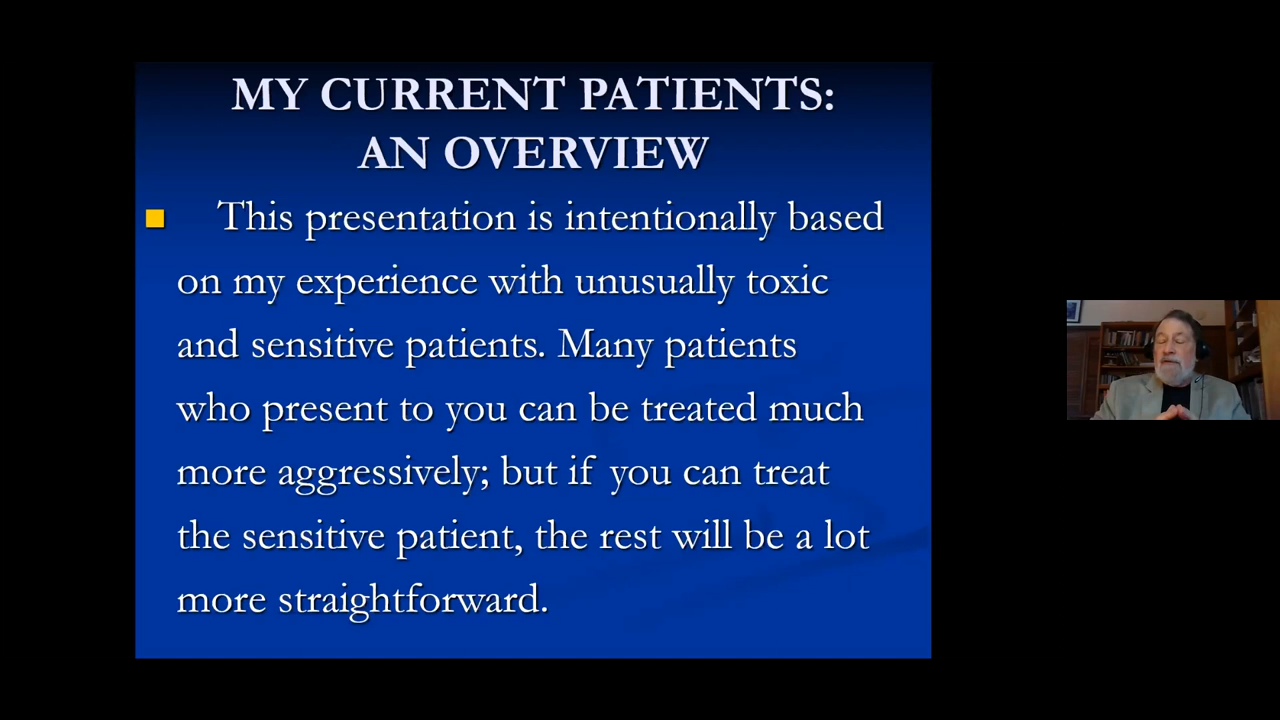 MY CURRENT PATIENTS:
AN OVERVIEW
This presentation is intentionally based
on my experience with unusually toxic
and sensitive patients. Many patients
who present to you can be treated much
more aggressively; but if you can treat
the sensitive patient, the rest will be a lot
more straightforward.